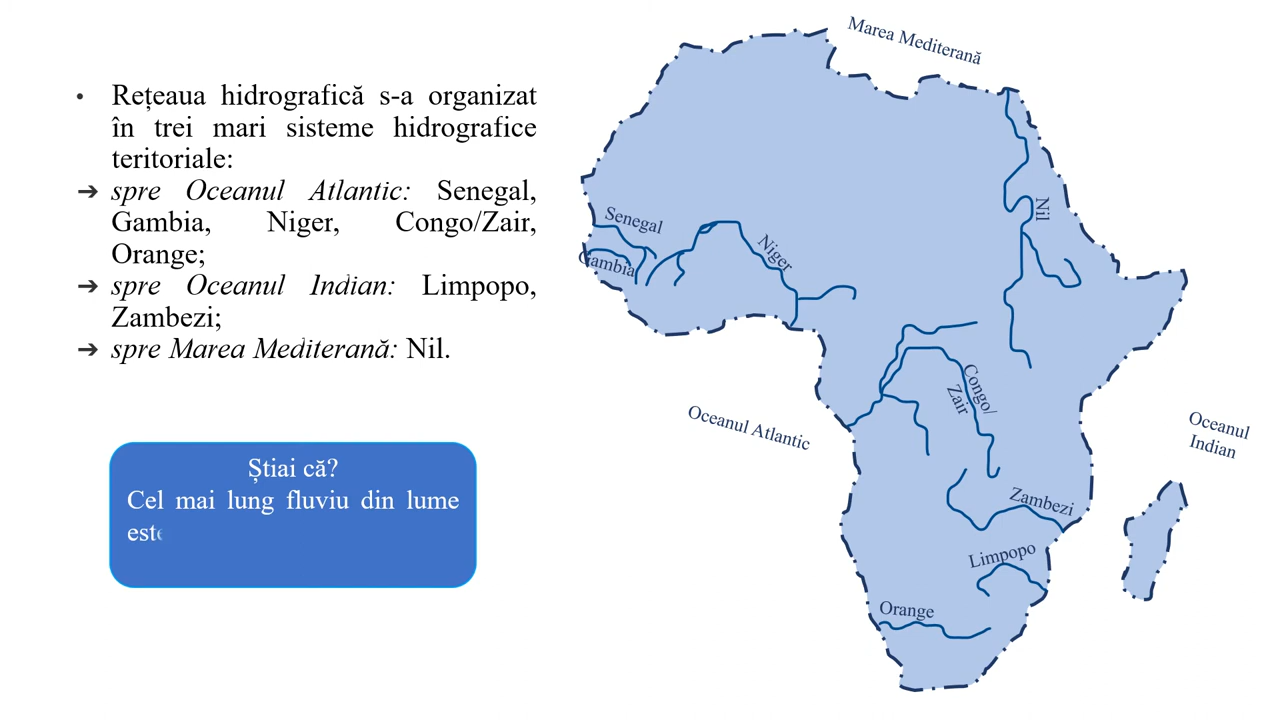 • Rețeaua hidrografică s-a organizat
în trei mari sisteme hidrografice
teritoriale:
➔ spre Oceanul Atlantic: Senegal,
Gambia, Niger, Congo/Zair,
Orange;
➔ spre Oceanul Indian: Limpopo,
Zambezi;
➔ spre Marea Mediterană: Nil.
Știai că?
Cel mai lung fluviu din lume
este
Marea Mediterană
Nil
Senegal
Gambia
Niger
Congo/
Zair
Oceanul Atlantic
Oceanul
Indian
Zambezi
Limpopo
Orange